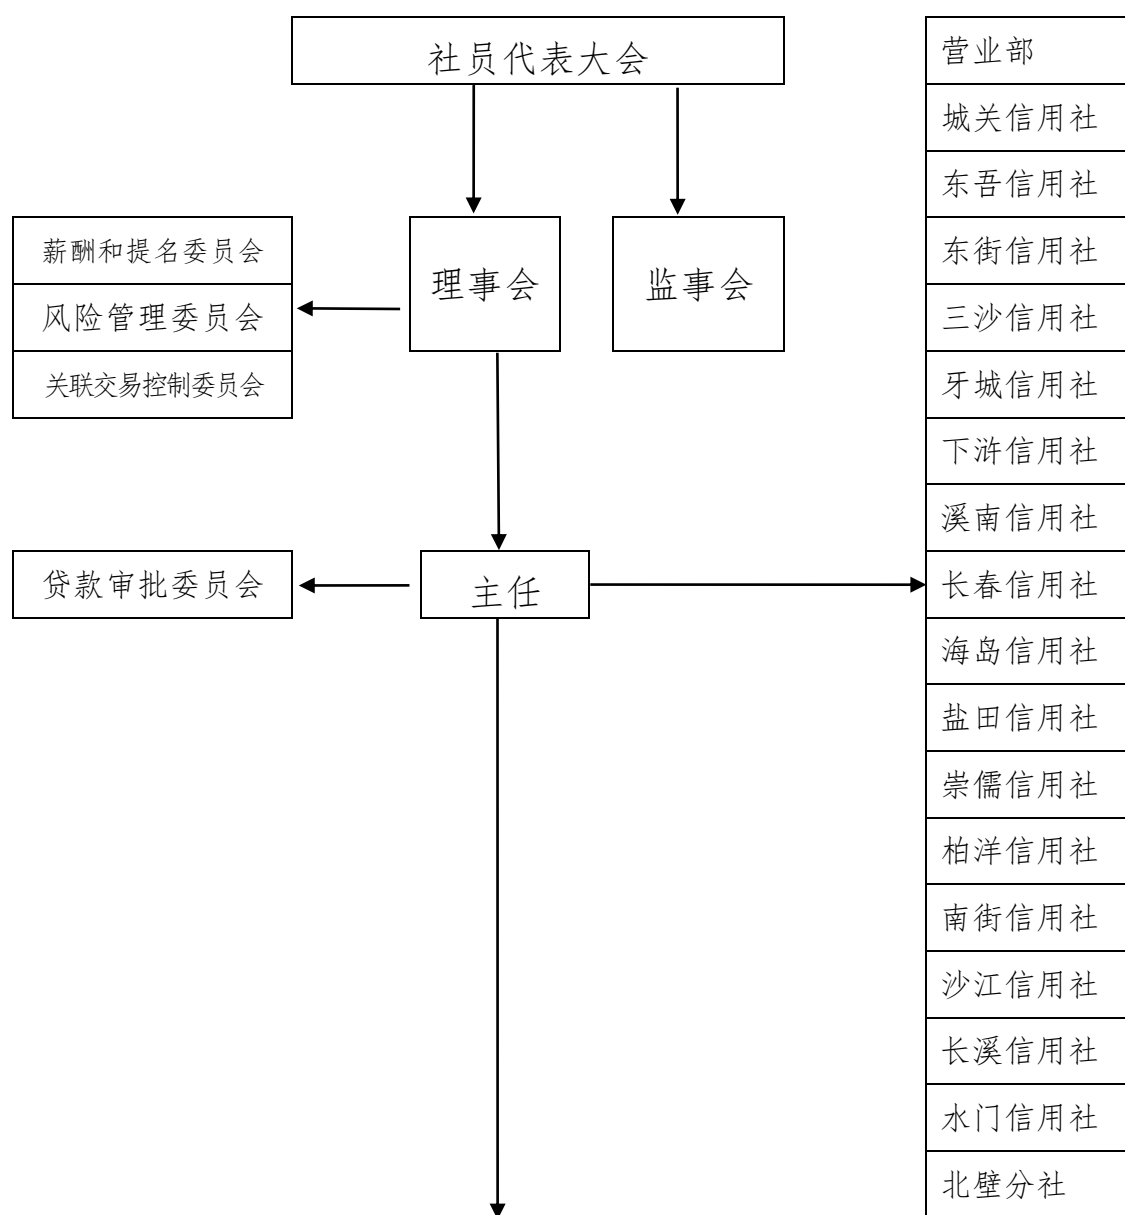 社员代表大会
理事会
监事会
薪酬和提名委员会
风险管理委员会
关联交易控制委员会
主任
贷款审批委员会
营业部
城关信用社
东吾信用社
东街信用社
三沙信用社
牙城信用社
下浒信用社
溪南信用社
长春信用社
海岛信用社
盐田信用社
崇儒信用社
柏洋信用社
南街信用社
沙江信用社
长溪信用社
水门信用社
北壁分社